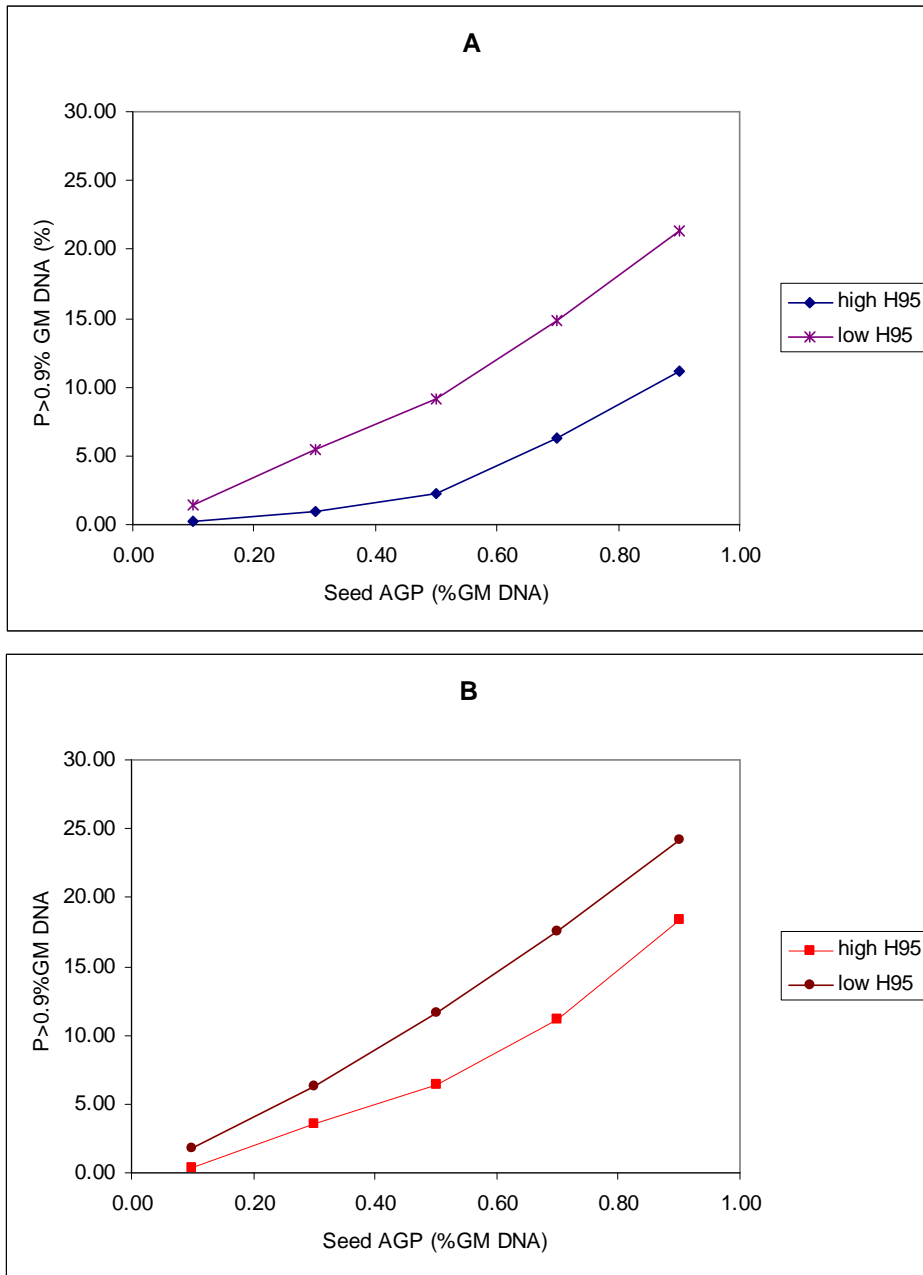 A
30.00
25.00
20.00
15.00
10.00
5.00
0.00
P>0.9% GM DNA (%)
0.00 0.20 0.40 0.60 0.80 1.00
Seed AGP (%GM DNA)
high H95
low H95
B
30.00
25.00
20.00
15.00
10.00
5.00
0.00
P>0.9%GM DNA
0.00 0.20 0.40 0.60 0.80 1.00
Seed AGP (%GM DNA)
high H95
low H95